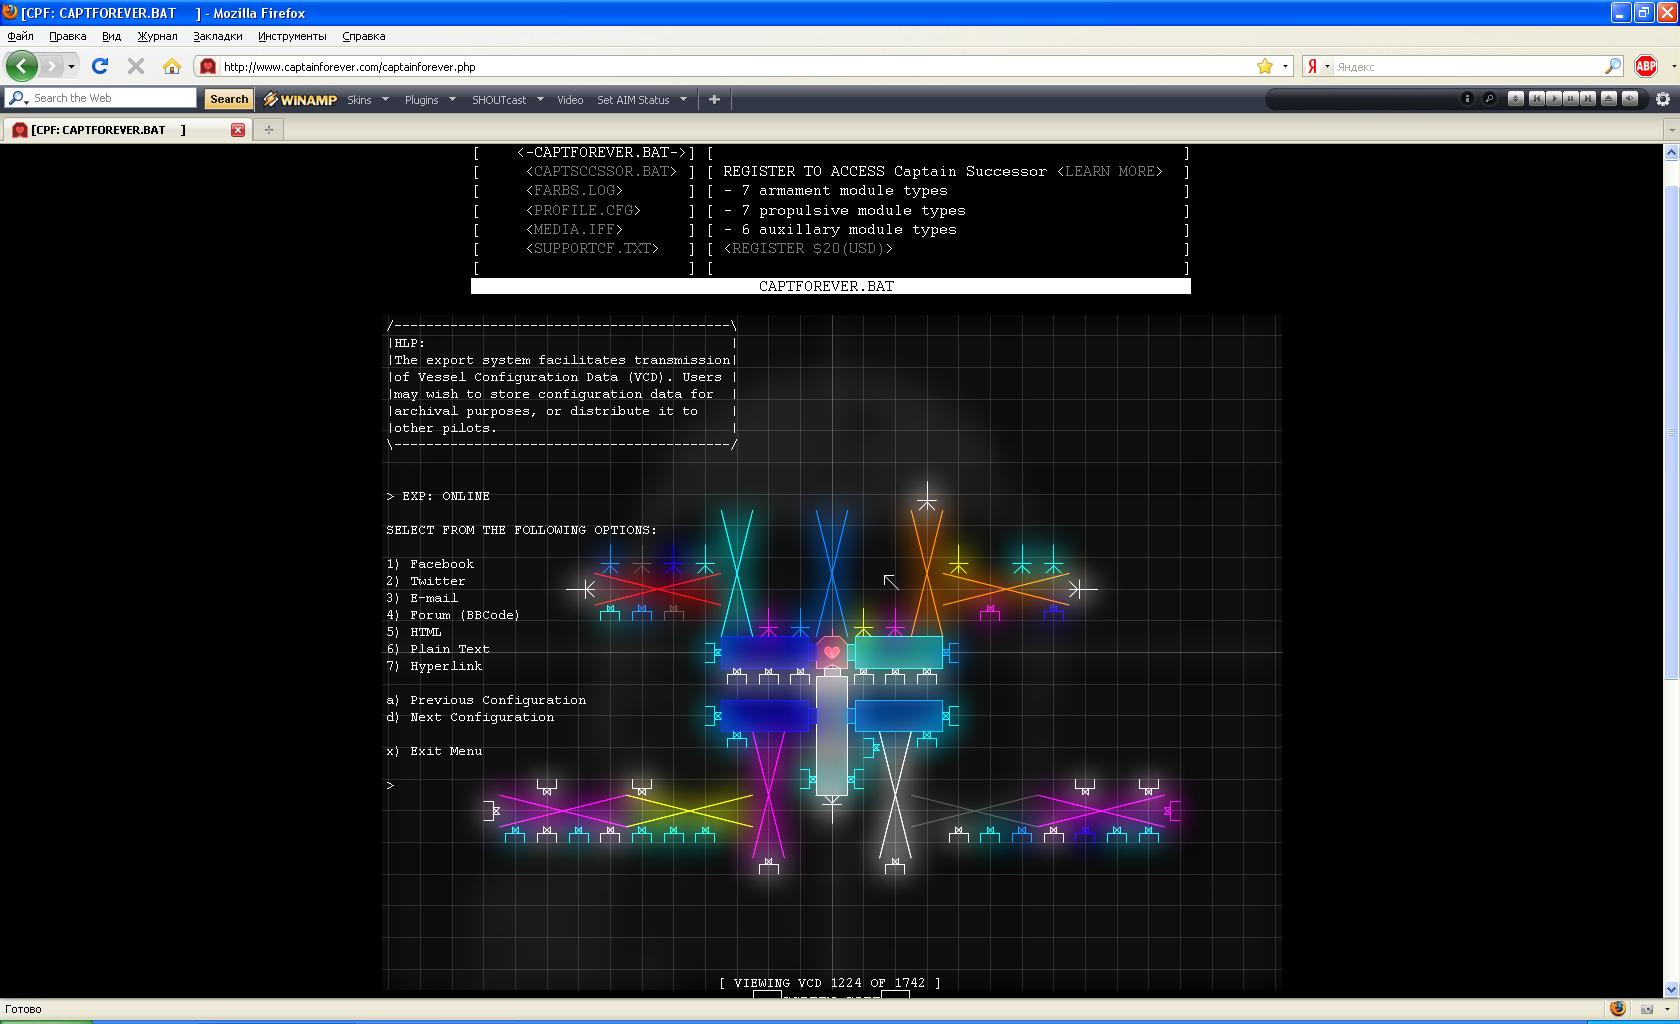 [CPF: CAPTFOREVER.BAT ] - Mozilla Firefox
Файл Правка Вид Журнал Закладки Инструменты Справка
http://www.captainforever.com/captainforever.php
Я Яндекс ABP
Search the Web Search WINAMP Skins Plugins SHOUTcast Video Set AIM Status
[CPF: CAPTFOREVER.BAT ]
[ <-CAPTFOREVER.BAT->] [ ]
[ <CAPTSCCSSOR.BAT> ] [ REGISTER TO ACCESS Captain Successor <LEARN MORE> ]
[ <FARBS.LOG> ] [ - 7 armament module types ]
[ <PROFILE.CFG> ] [ - 7 propulsive module types ]
[ <MEDIA.IFF> ] [ - 6 auxillary module types ]
[ <SUPPORTCF.TXT> ] [ <REGISTER $20(USD)> ]
[ ] [ ]
CAPTFOREVER.BAT
/------------------------------------------\
|HLP: |
|The export system facilitates transmission|
|of Vessel Configuration Data (VCD). Users |
|may wish to store configuration data for |
|archival purposes, or distribute it to |
|other pilots. |
\------------------------------------------/
> EXP: ONLINE
SELECT FROM THE FOLLOWING OPTIONS:
1) Facebook
2) Twitter
3) E-mail
4) Forum (BBCode)
5) HTML
6) Plain Text
7) Hyperlink
a) Previous Configuration
d) Next Configuration
x) Exit Menu
>
[ VIEWING VCD 1224 OF 1742 ]
Готово